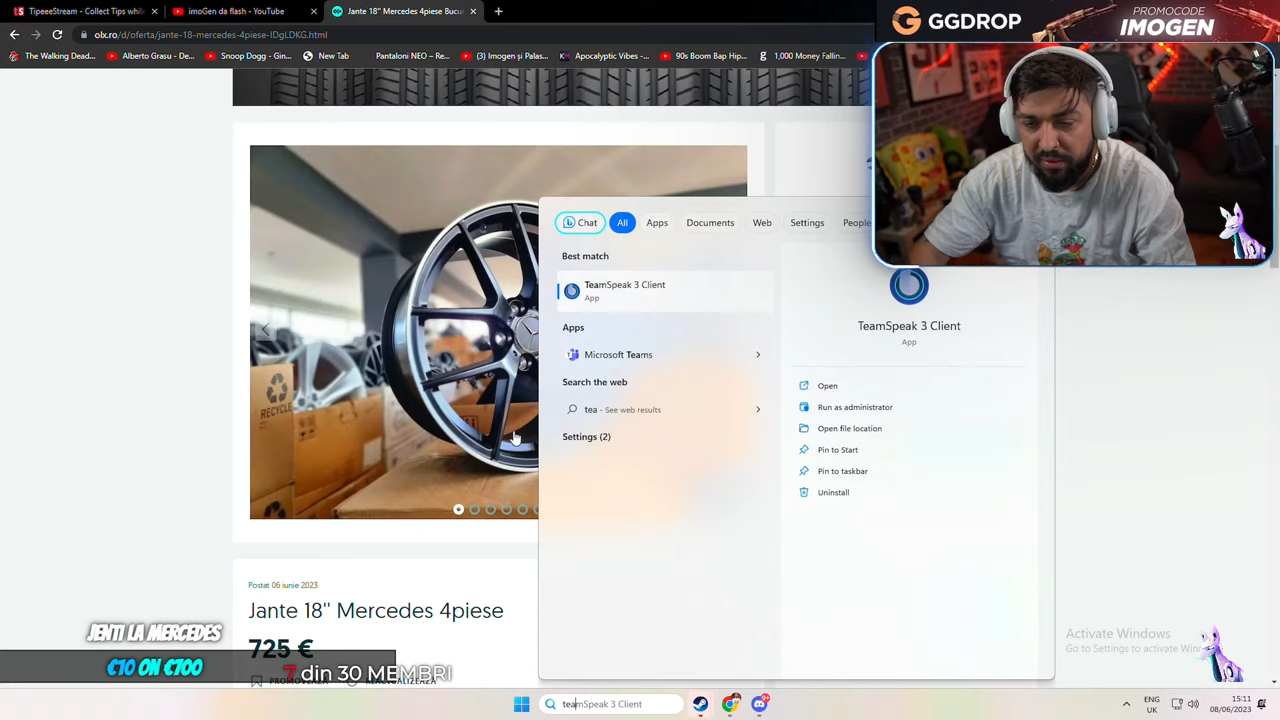 TipeeeStream - Collect Tips while
imoGen da flash - YouTube
Jante 18" Mercedes 4piese Bucu
olx.ro/d/oferta/jante-18-mercedes-4piese-IDgLDKG.html
The Walking Dead...
Alberto Grasu - De...
Snoop Dogg - Gin...
New Tab
Pantaloni NEO – Re...
(3) Imogen și Palas...
Apocalyptic Vibes -...
90s Boom Bap Hip...
1,000 Money Fallin...
GGDROP
PROMOCODE
IMOGEN
RECYCLE
Chat
All
Apps
Documents
Web
Settings
People
Best match
TeamSpeak 3 Client
App
Apps
Microsoft Teams
Search the web
tea - See web results
Settings (2)
TeamSpeak 3 Client
App
Open
Run as administrator
Open file location
Pin to Start
Pin to taskbar
Uninstall
Postat 06 iunie 2023
Jante 18" Mercedes 4piese
725 €
JENTI LA MERCEDES
€10 ON €700
7 din 30 MEMBRI
Activate Windows
Go to Settings to activate Win
teamSpeak 3 Client
ENG
UK
15:11
08/06/2023